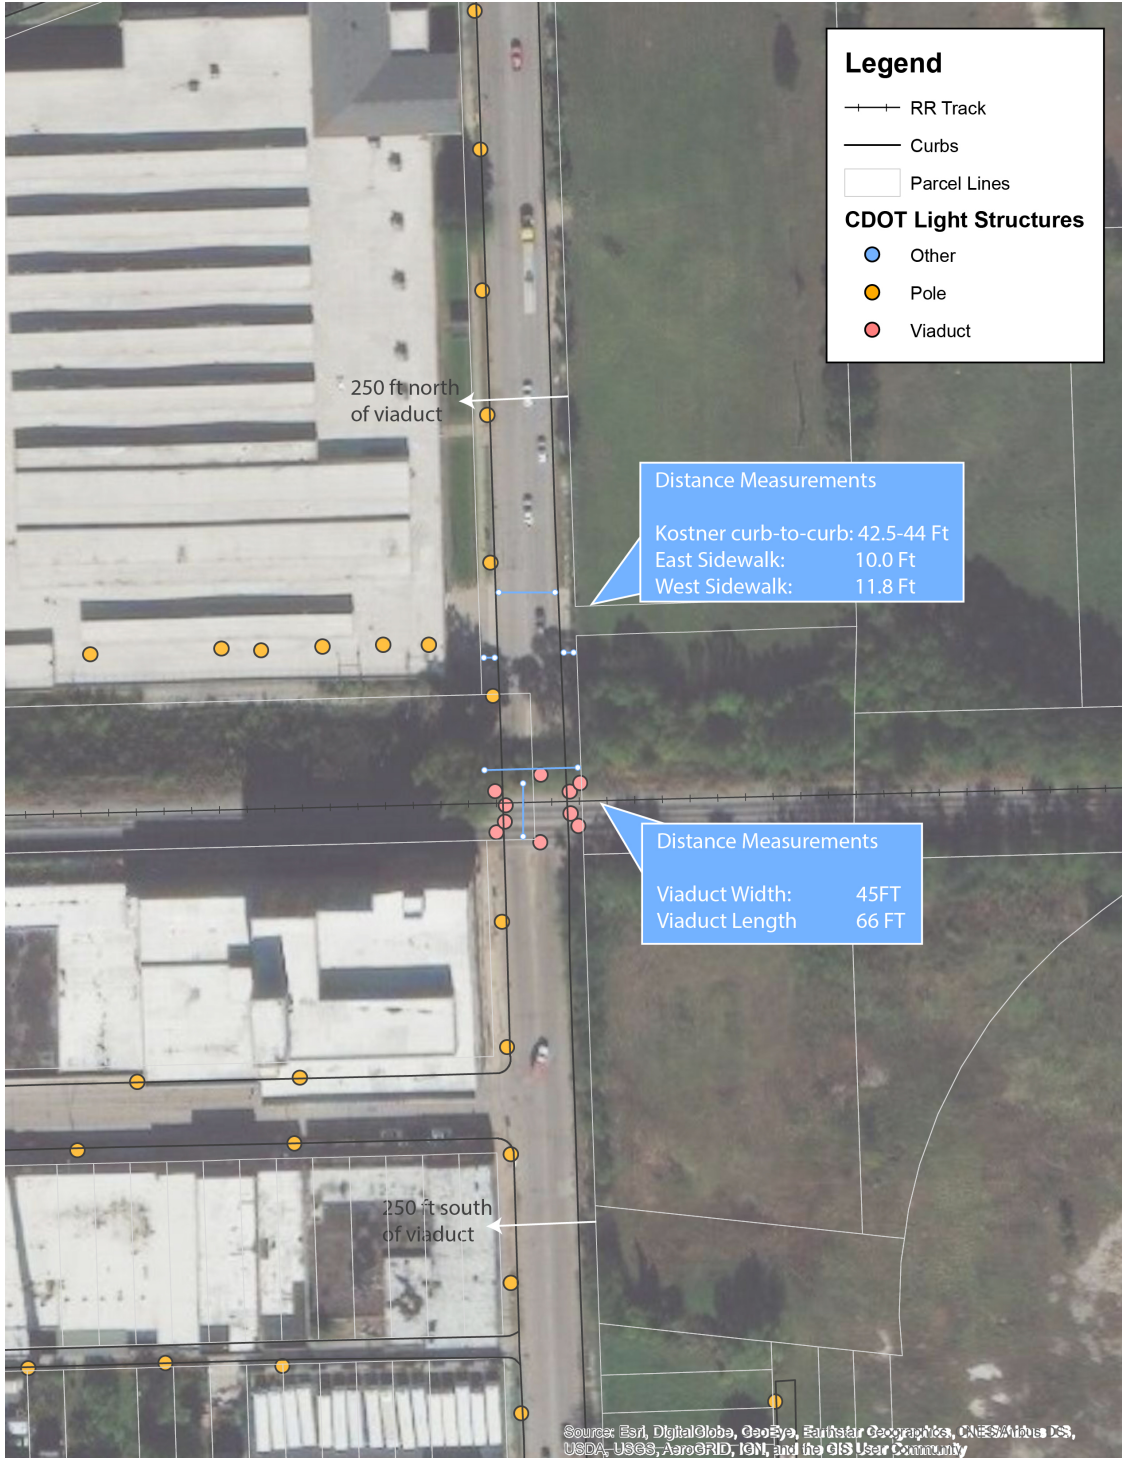 Legend
RR Track
Curbs
Parcel Lines
CDOT Light Structures
Other
Pole
Viaduct
250 ft north
of viaduct
Distance Measurements
Kostner curb-to-curb: 42.5-44 Ft
East Sidewalk: 10.0 Ft
West Sidewalk: 11.8 Ft
Distance Measurements
Viaduct Width: 45FT
Viaduct Length 66 FT
250 ft south
of viaduct
Source: Esri, DigitalGlobe, GeoEye, Earthstar Geographics, CNES/Airbus DS,
USDA, USGS, AeroGRID, IGN, and the GIS User Community